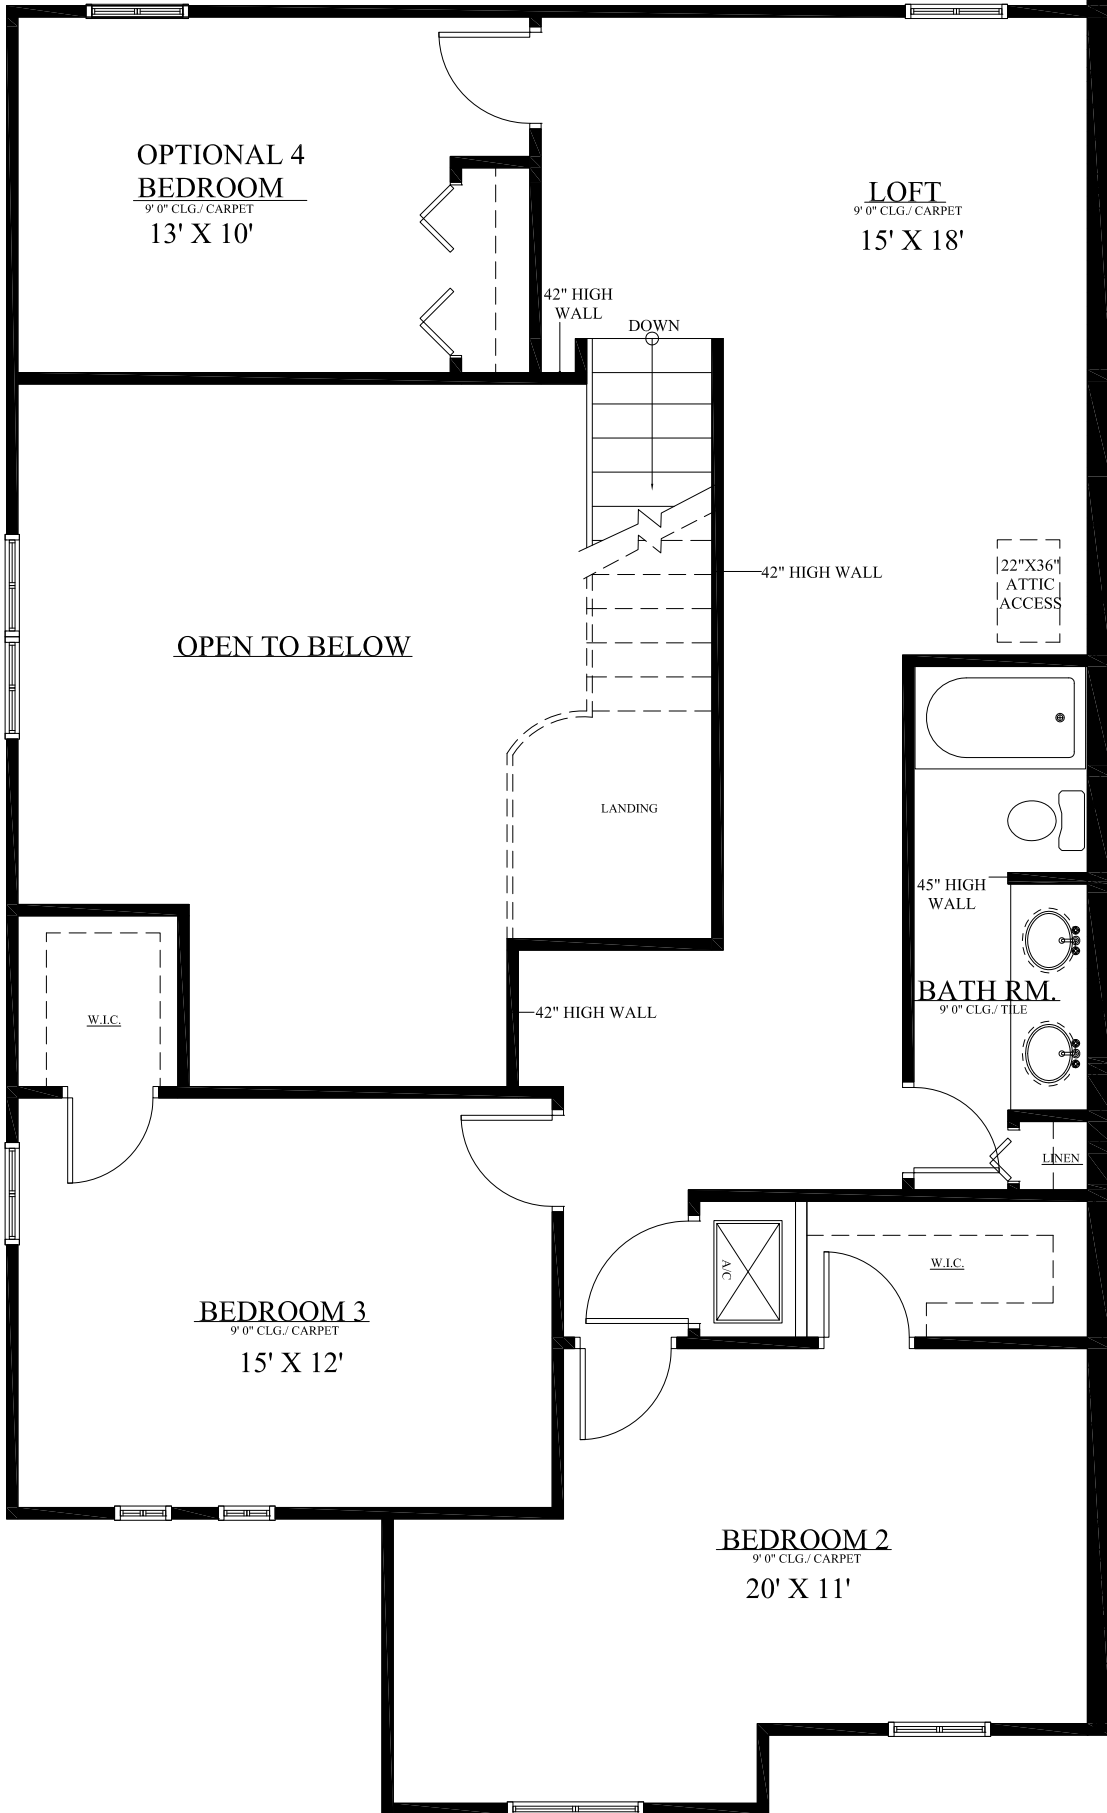 OPTIONAL 4
BEDROOM
9' 0" CLG./ CARPET
13' X 10'
LOFT
9' 0" CLG./ CARPET
15' X 18'
42" HIGH
WALL
DOWN
42" HIGH WALL
22"X36"
ATTIC
ACCESS
OPEN TO BELOW
LANDING
45" HIGH
WALL
BATH RM.
9' 0" CLG./ TILE
W.I.C.
42" HIGH WALL
LINEN
A/C
W.I.C.
BEDROOM 3
9' 0" CLG./ CARPET
15' X 12'
BEDROOM 2
9' 0" CLG./ CARPET
20' X 11'